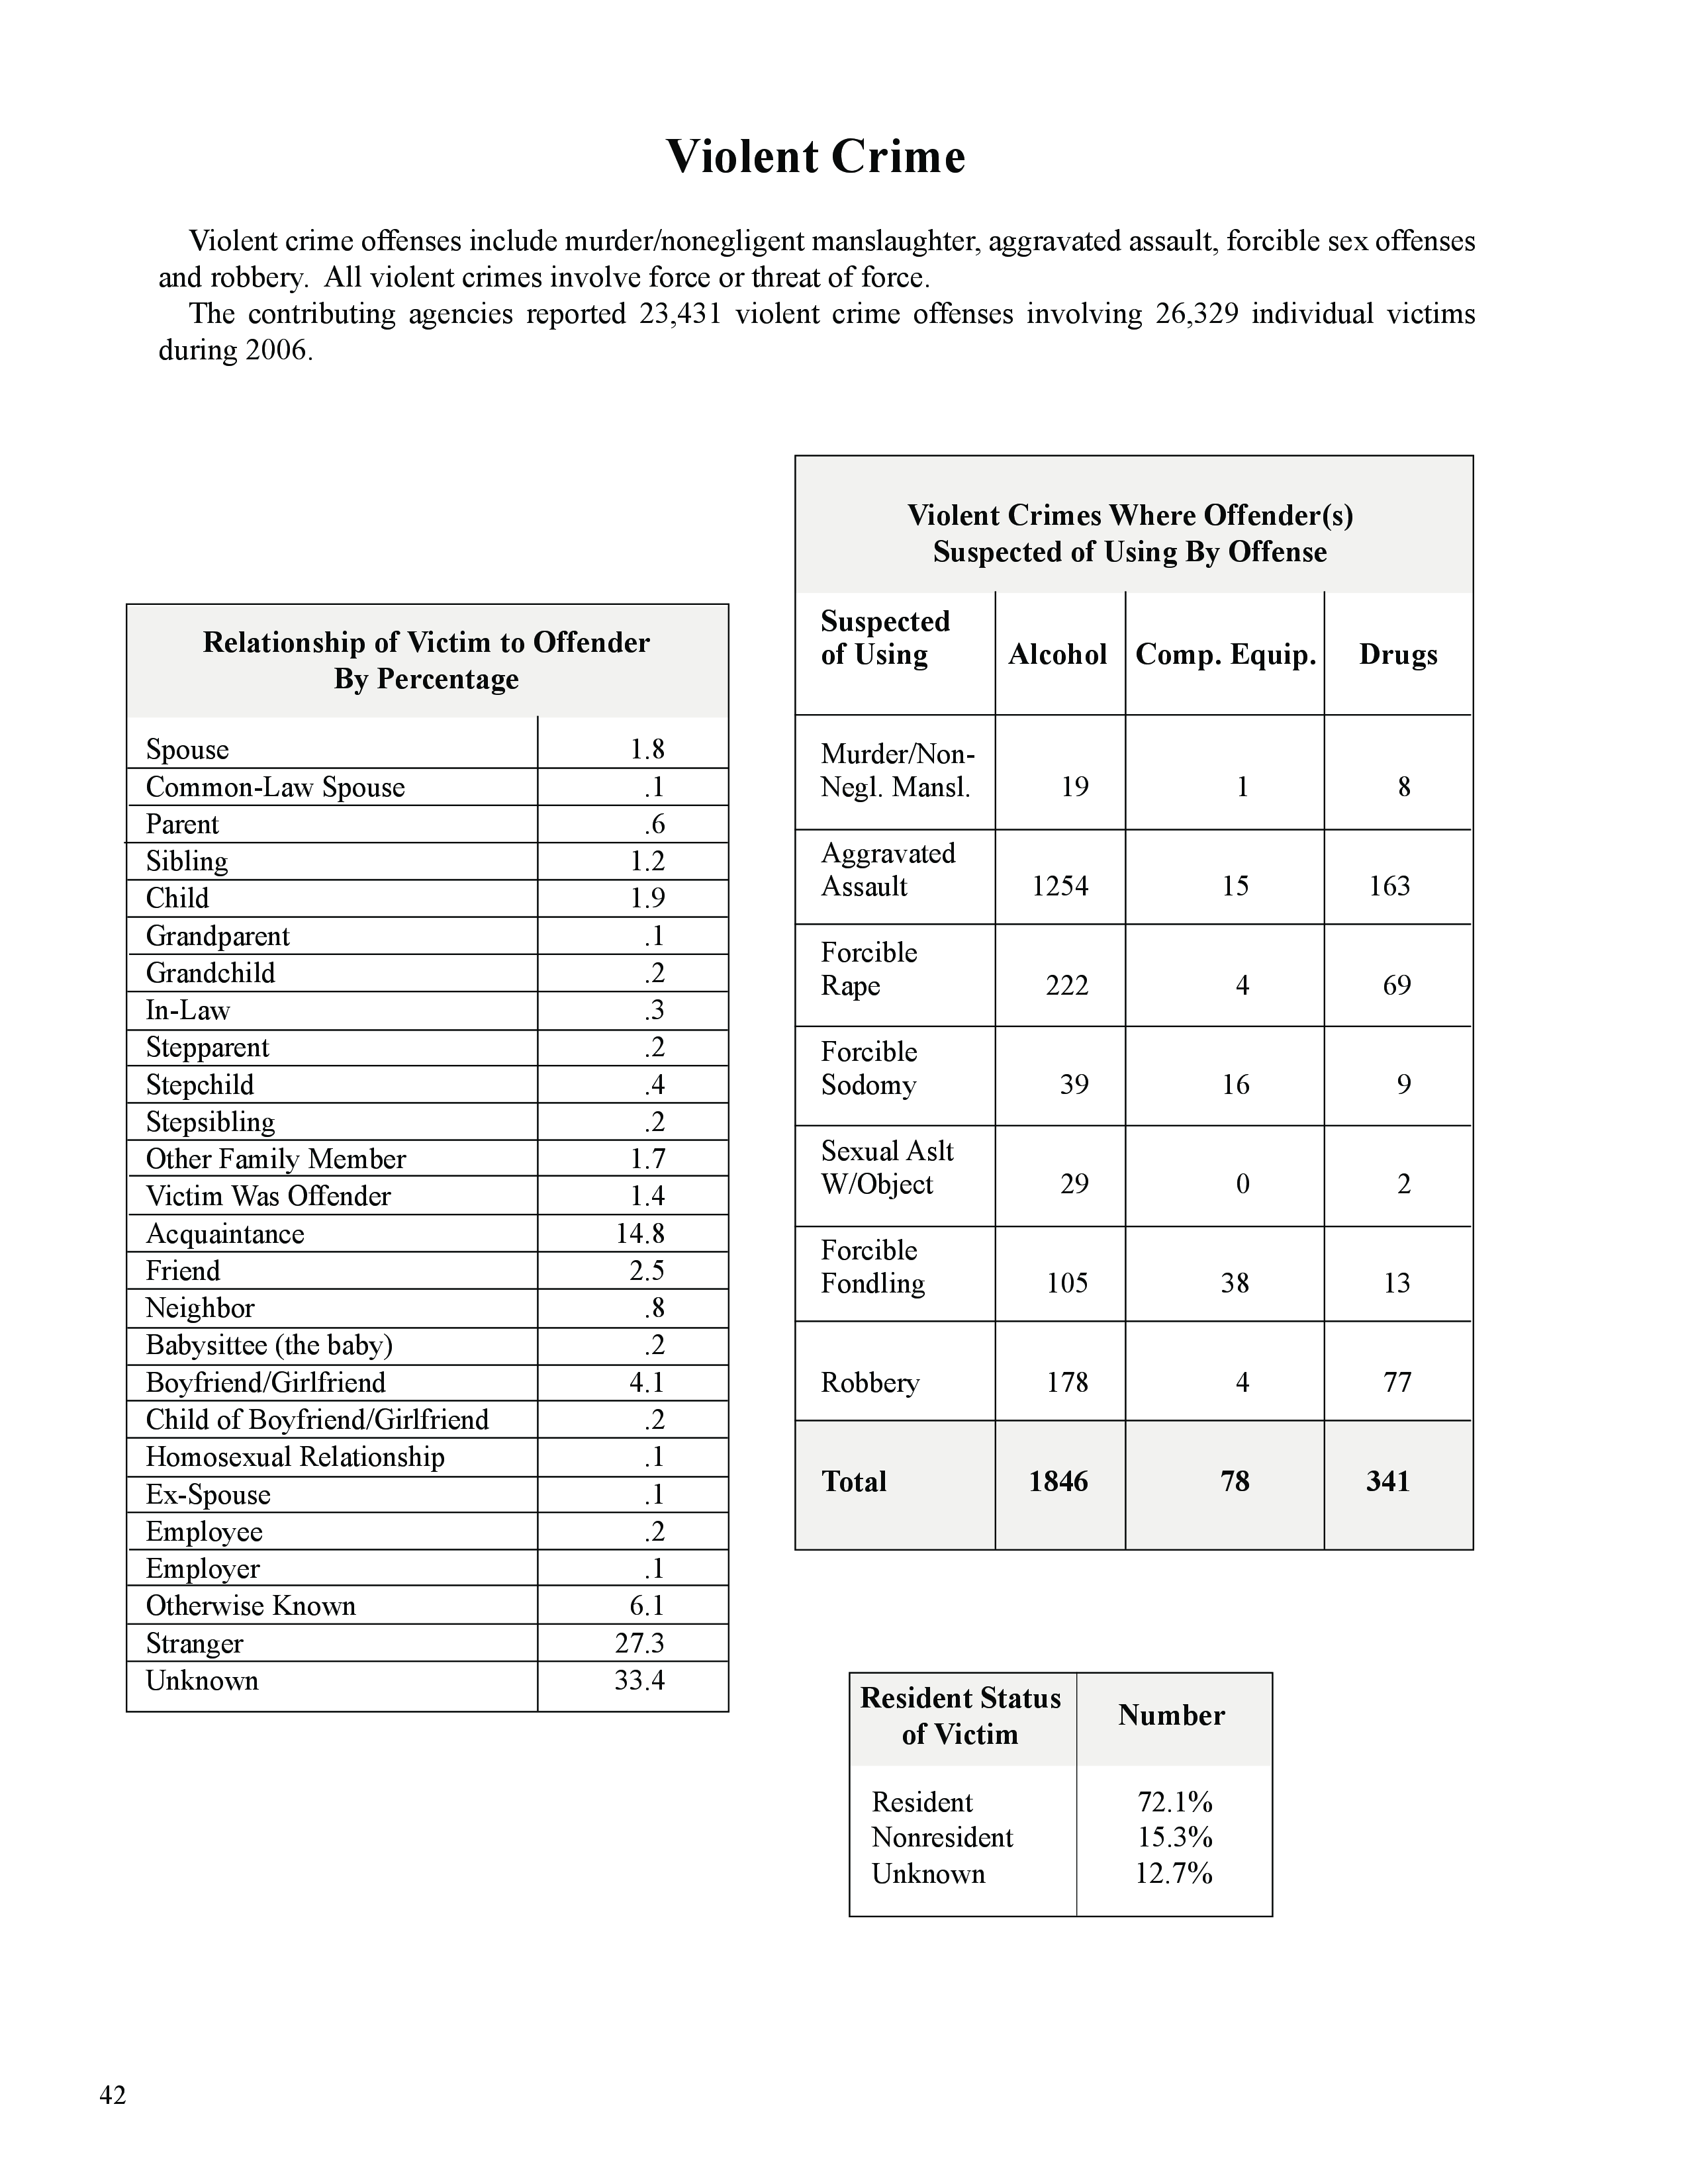 Violent Crime
Violent crime offenses include murder/nonegligent manslaughter, aggravated assault, forcible sex offenses
and robbery.  All violent crimes involve force or threat of force.
The contributing agencies reported 23,431 violent crime offenses involving 26,329 individual victims
during 2006.
Relationship of Victim to Offender
By Percentage
Spouse 1.8
Common-Law Spouse .1
Parent .6
Sibling 1.2
Child 1.9
Grandparent .1
Grandchild .2
In-Law .3
Stepparent .2
Stepchild .4
Stepsibling .2
Other Family Member 1.7
Victim Was Offender 1.4
Acquaintance 14.8
Friend 2.5
Neighbor .8
Babysittee (the baby) .2
Boyfriend/Girlfriend 4.1
Child of Boyfriend/Girlfriend .2
Homosexual Relationship .1
Ex-Spouse .1
Employee .2
Employer .1
Otherwise Known 6.1
Stranger 27.3
Unknown 33.4
Violent Crimes Where Offender(s)
Suspected of Using By Offense
Suspected
of Using Alcohol Comp. Equip. Drugs
Murder/Non-
Negl. Mansl. 19 1 8
Aggravated
Assault 1254 15 163
Forcible
Rape 222 4 69
Forcible
Sodomy 39 16 9
Sexual Aslt
W/Object 29 0 2
Forcible
Fondling 105 38 13
Robbery 178 4 77
Total 1846 78 341
Resident Status
of Victim
Number
Resident 72.1%
Nonresident 15.3%
Unknown 12.7%
42